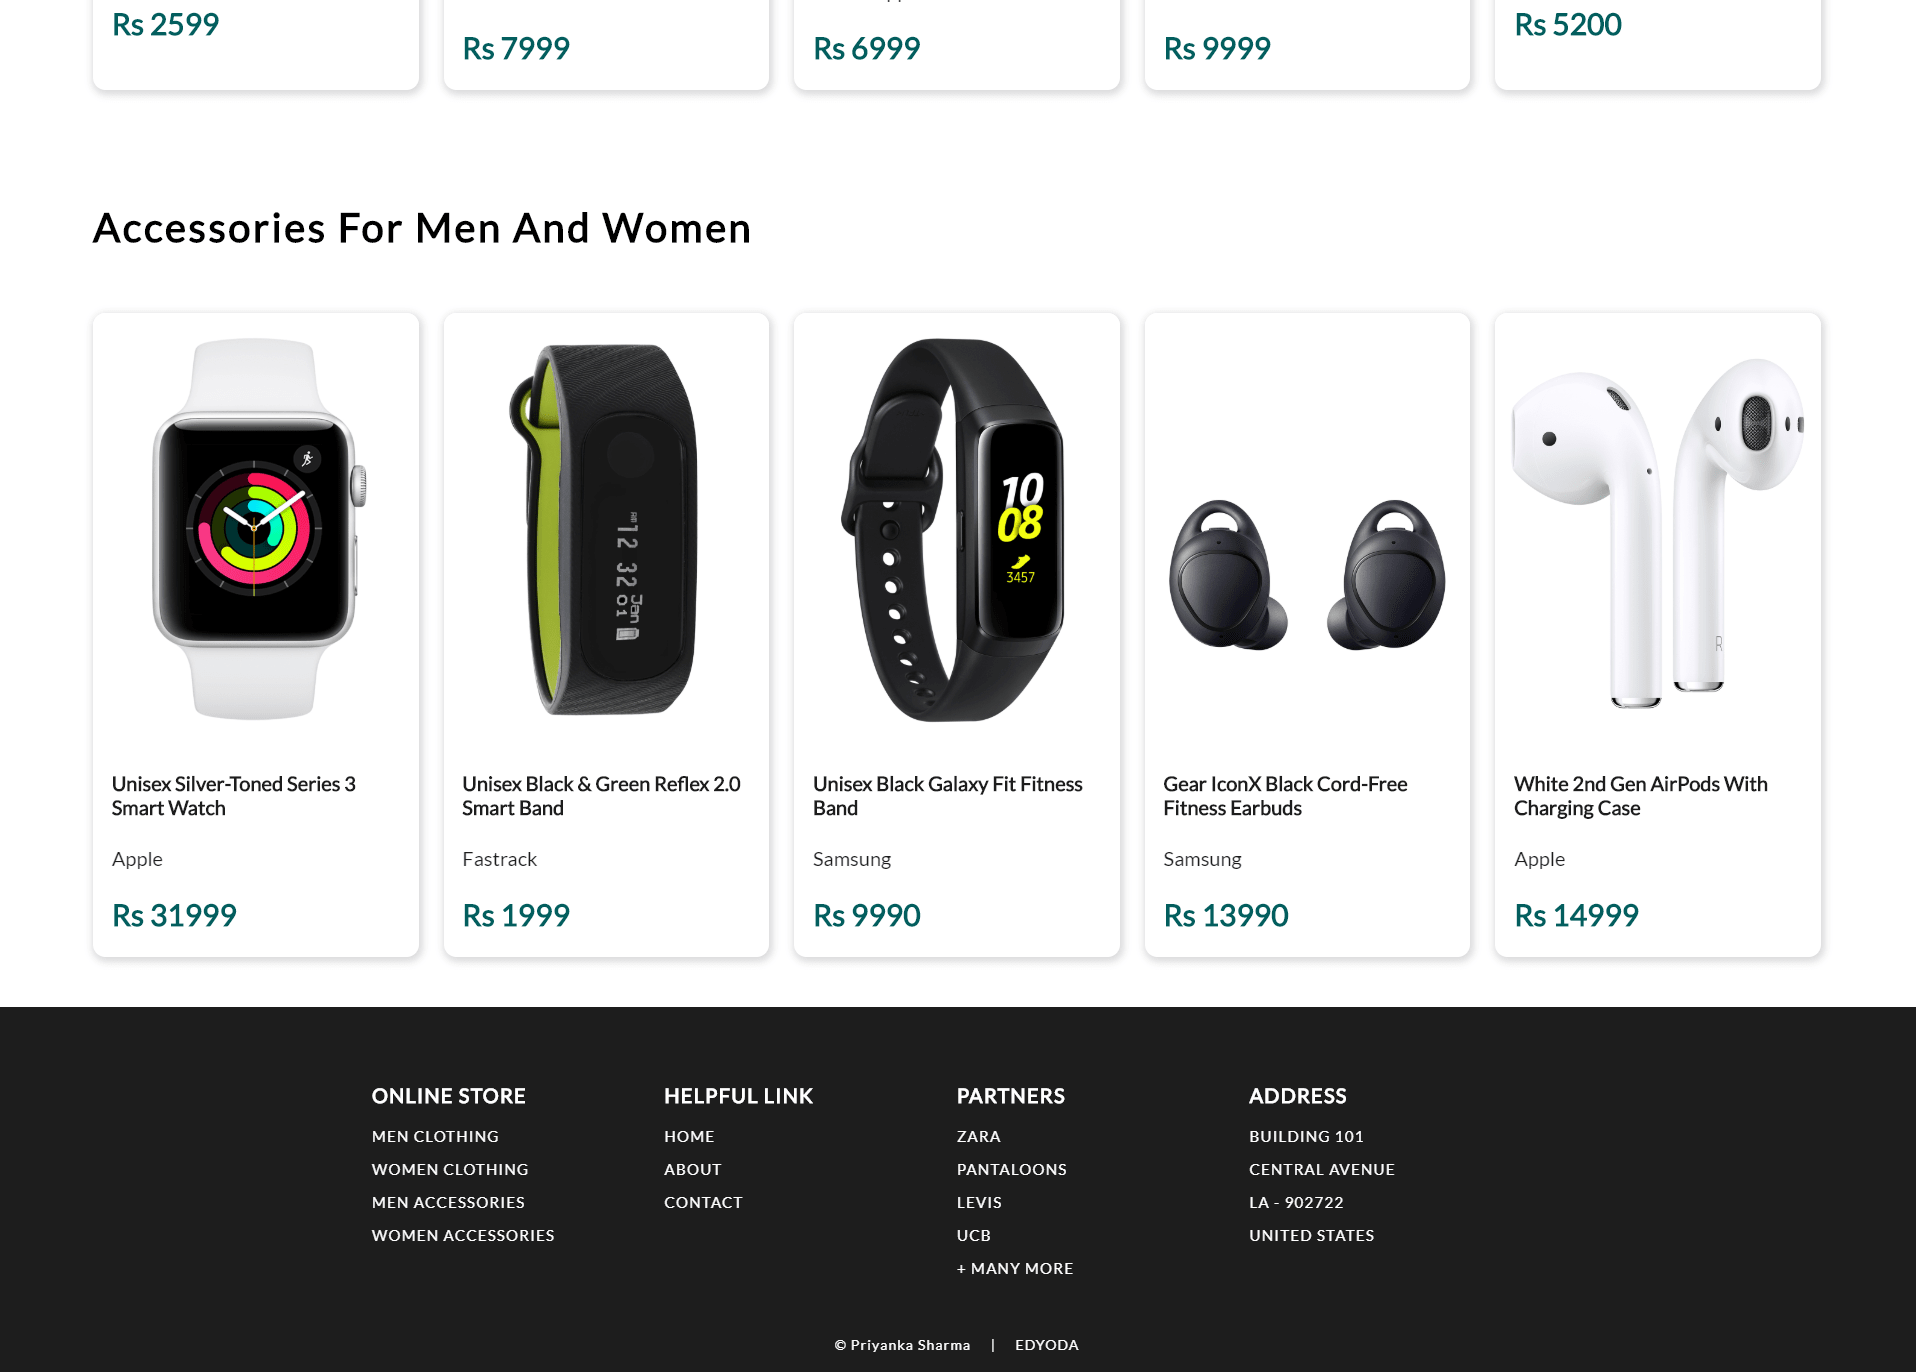 Rs 2599
Rs 7999
Rs 6999
Rs 9999
Rs 5200
Accessories For Men And Women
10
08
3457
AM
12 32
Jan
01
R
Unisex Silver-Toned Series 3
Smart Watch
Apple
Rs 31999
Unisex Black & Green Reflex 2.0
Smart Band
Fastrack
Rs 1999
Unisex Black Galaxy Fit Fitness
Band
Samsung
Rs 9990
Gear IconX Black Cord-Free
Fitness Earbuds
Samsung
Rs 13990
White 2nd Gen AirPods With
Charging Case
Apple
Rs 14999
ONLINE STORE
MEN CLOTHING
WOMEN CLOTHING
MEN ACCESSORIES
WOMEN ACCESSORIES
HELPFUL LINK
HOME
ABOUT
CONTACT
PARTNERS
ZARA
PANTALOONS
LEVIS
UCB
+ MANY MORE
ADDRESS
BUILDING 101
CENTRAL AVENUE
LA - 902722
UNITED STATES
© Priyanka Sharma | EDYODA